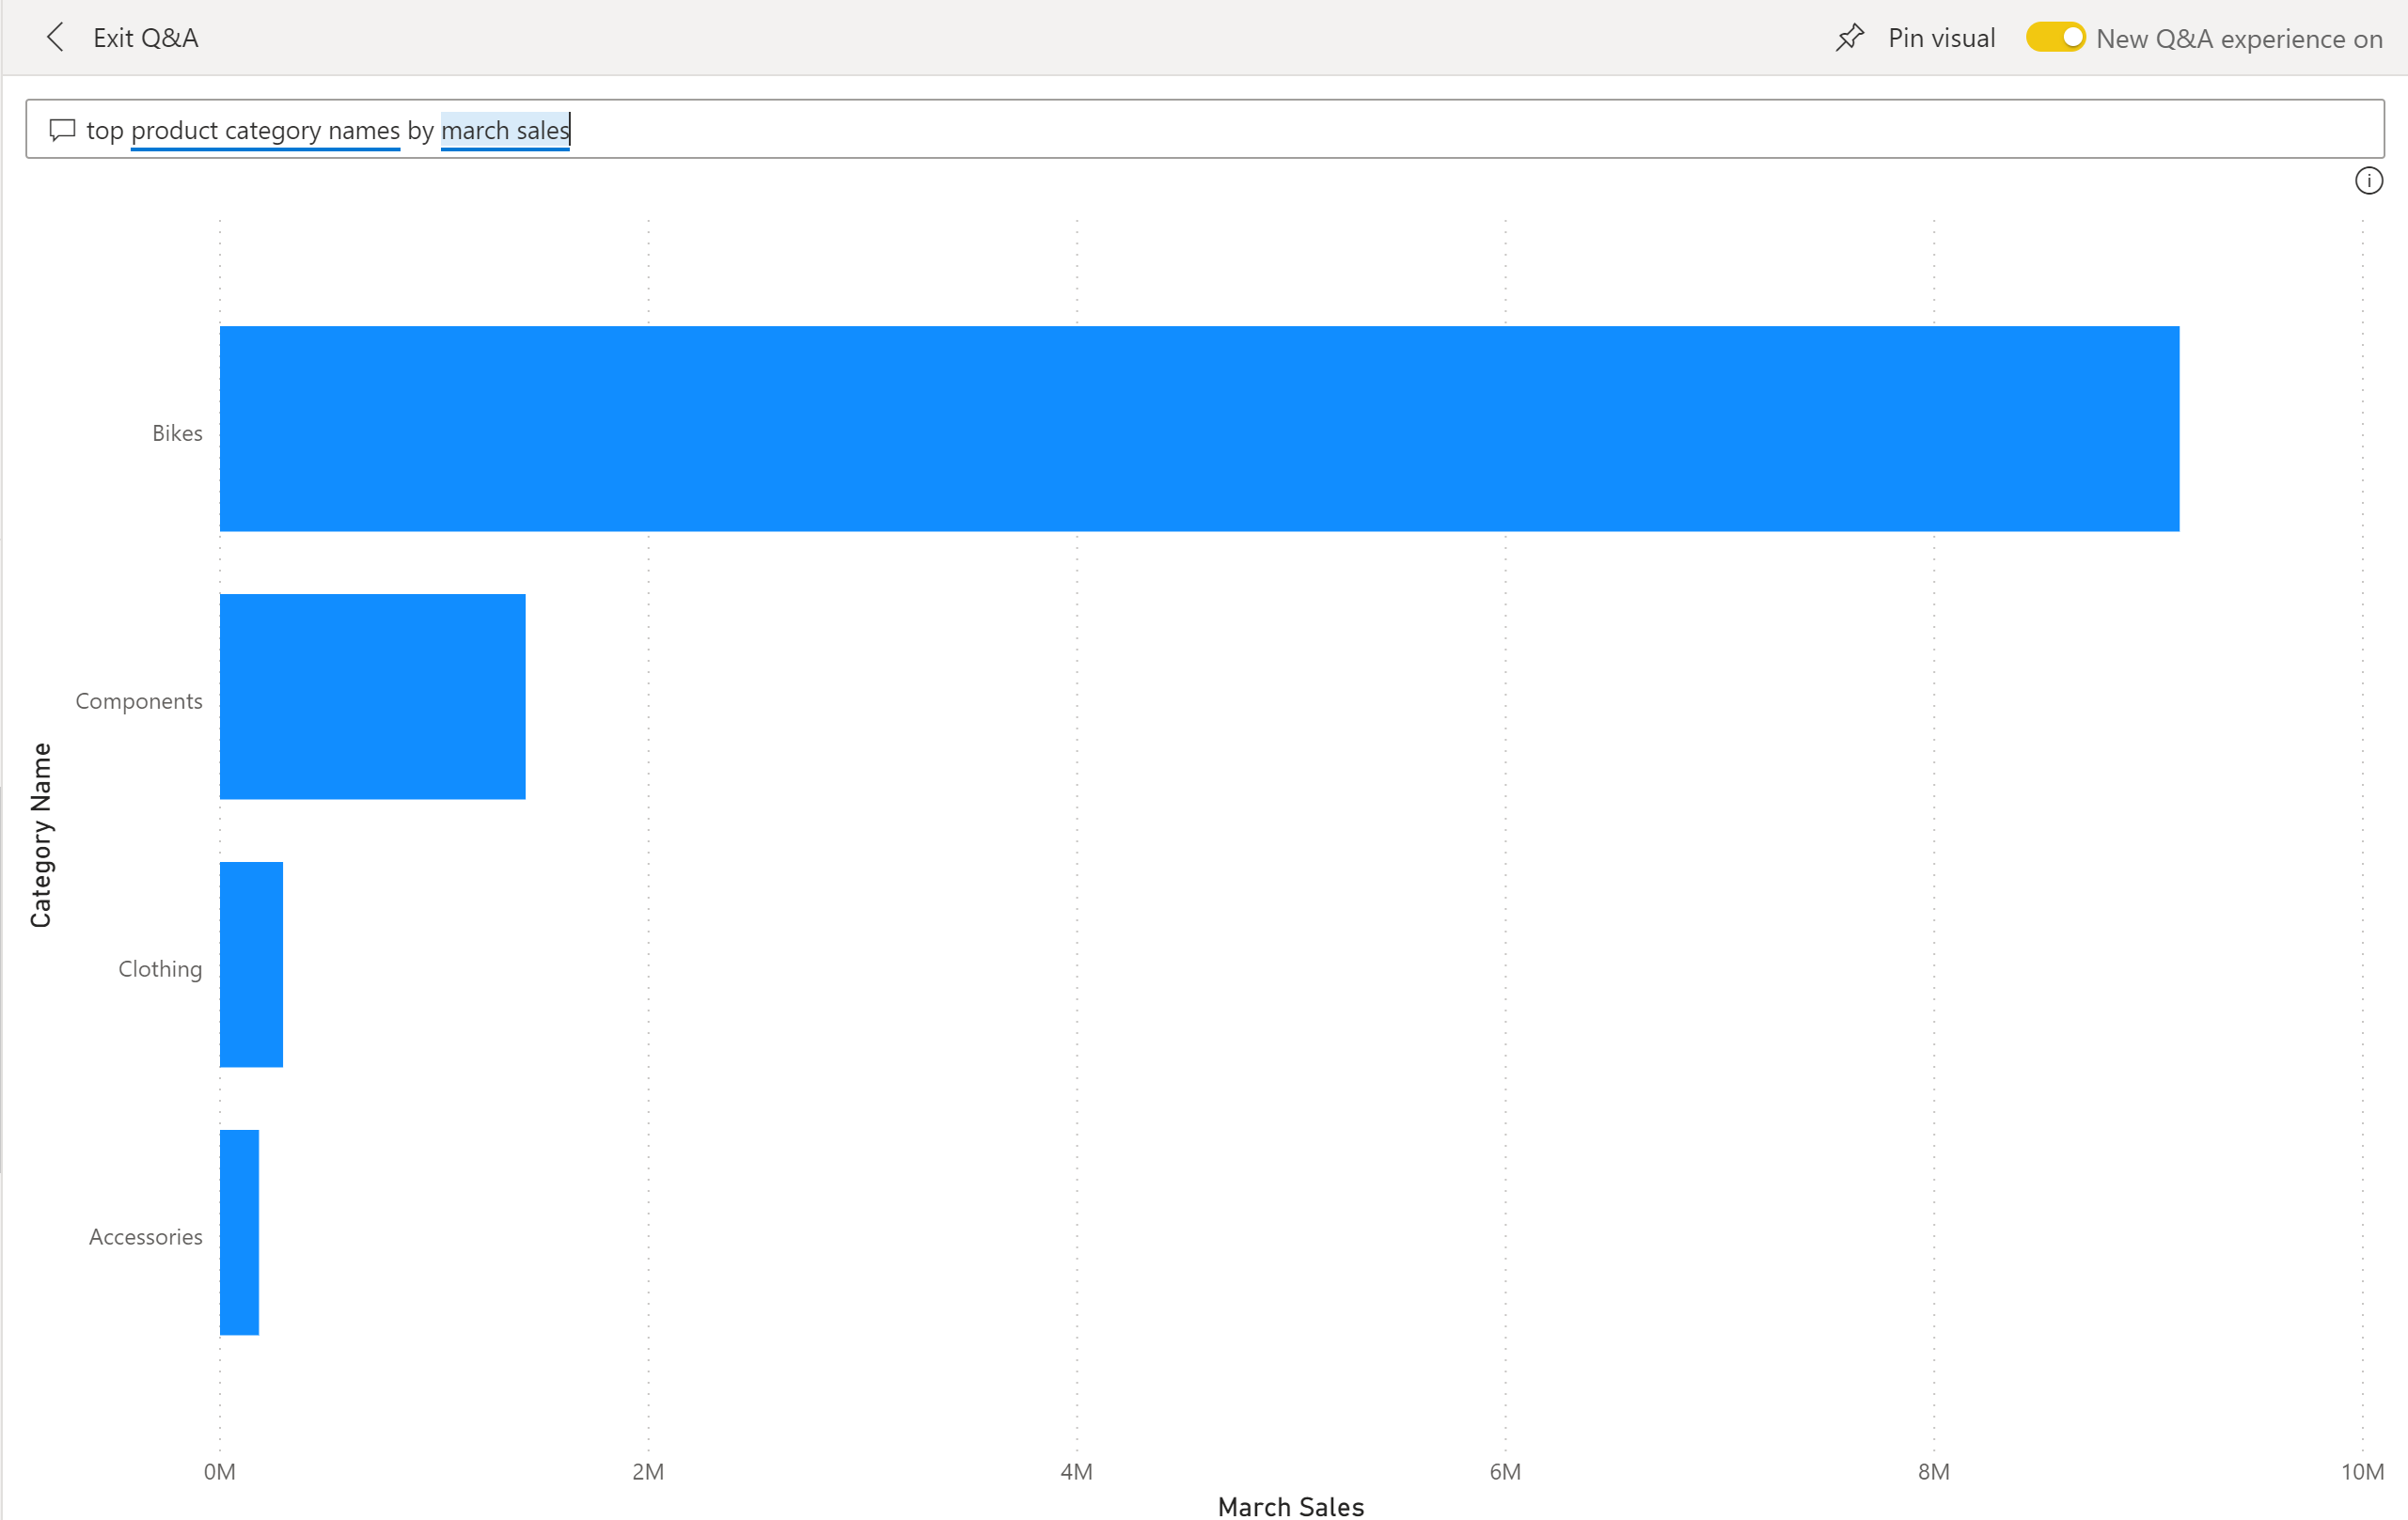 Exit Q&A
Pin visual
New Q&A experience on
top product category names by march sales
Bikes
Components
Clothing
Accessories
Category Name
0M 2M 4M 6M 8M 10M
March Sales